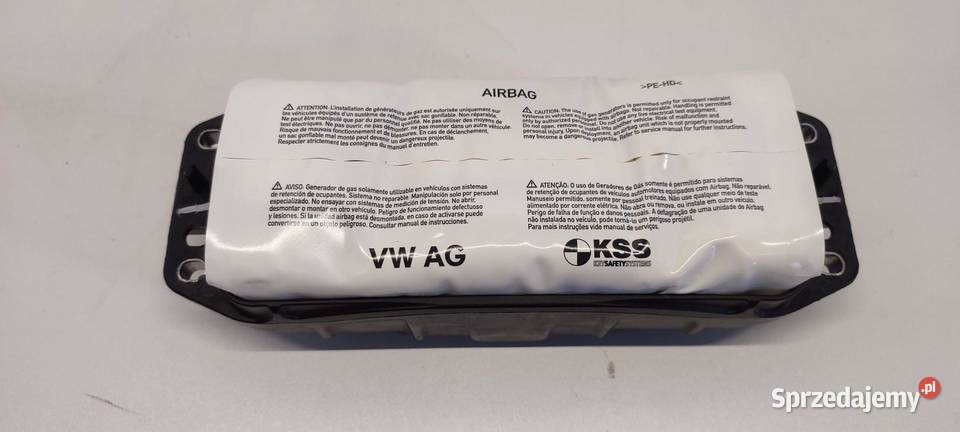 AIRBAG
>PE-HD<
ATTENTION. L'installation de générateurs de gaz est autorisée uniquement sur
les véhicules équipés d'un système de retenue avec sac gonflable. Non réparable.
Ne peut être manipulé que par du personnel qualifié. Ne pas utiliser des moyens de
test électriques. Ne pas ouvrir, ne pas démonter, ne pas monter dans un autre véhicule.
Risque de mauvais fonctionnement et de blessures. En cas de déclenchement,
un sac gonflable mal monté peut devenir un dangereux projectile.
Respecter strictement les consignes du manuel d'entretien.
CAUTION: The use of gas generators is permitted only for occupant restraint
systems in vehicles equipped with airbags. Not repairable. Handling is permitted
only by authorized personnel. Do not use any live electrical test equipment.
Do not open, remove, or install into another vehicle. Risk of malfunction and
personal injury. Upon deployment, an airbag unit which is not properly mounted
may become a dangerous projectile. Refer to service manual for further instructions.
AVISO: Generador de gas solamente utilizable en vehículos con sistemas
de retención de ocupantes. Sistema no reparable. Manipulación solo por personal
especializado. No ensayar con sistemas de medición de tensión. No abrir,
desmontar o montar en otro vehículo. Peligro de funcionamiento defectuoso
y lesiones. Si la unidad airbag está desmontada, en caso de activarse puede
convertirse en un objeto peligroso. Consultar manual de instrucciones.
ATENÇÃO. O uso de Geradores de Gás somente é permitido para sistemas
de retenção de ocupantes de veículos automotores equipados com Airbag. Não reparável.
Manuseio permitido, somente por pessoal treinado. Não use qualquer meio de teste
alimentado por corrente elétrica. Não abra ou remova, ou instale em outro veículo.
Perigo de falha de função e danos pessoais. A deflagração de uma unidade de Airbag
não instalada no veículo, pode torná-la um perigoso projétil.
Para mais instruções vide manual de serviços.
VW AG
KSS
KEYSAFETYSYSTEMS
Sprzedajemy.pl